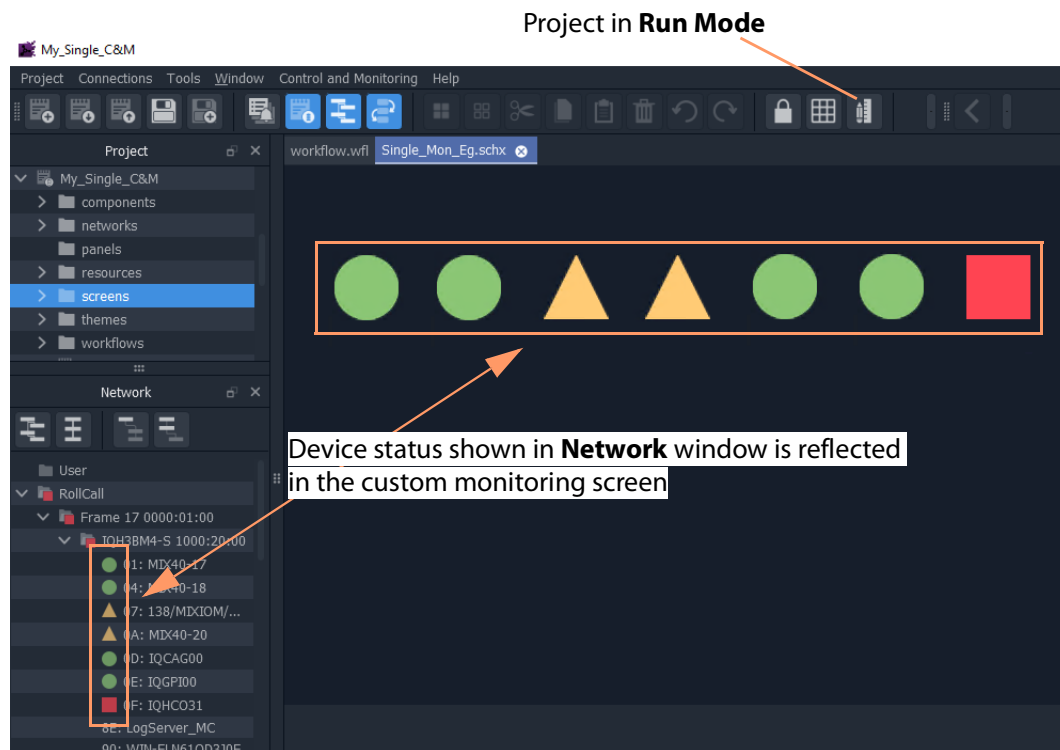 Project in Run Mode
My_Single_C&M
Project Connections Tools Window Control and Monitoring Help
Project
workflow.wfl Single_Mon_Eg.schx
My_Single_C&M
components
networks
panels
resources
screens
themes
workflows
Network
Device status shown in Network window is reflected
in the custom monitoring screen
User
RollCall
Frame 17 0000:01:00
IQH3BM4-S 1000:20:00
01: MIX40-17
04: MIX40-18
07: 138/MIXIOM/...
0A: MIX40-20
0D: IQCAG00
0E: IQGPI00
0F: IQHCO31
8E: LogServer_MC